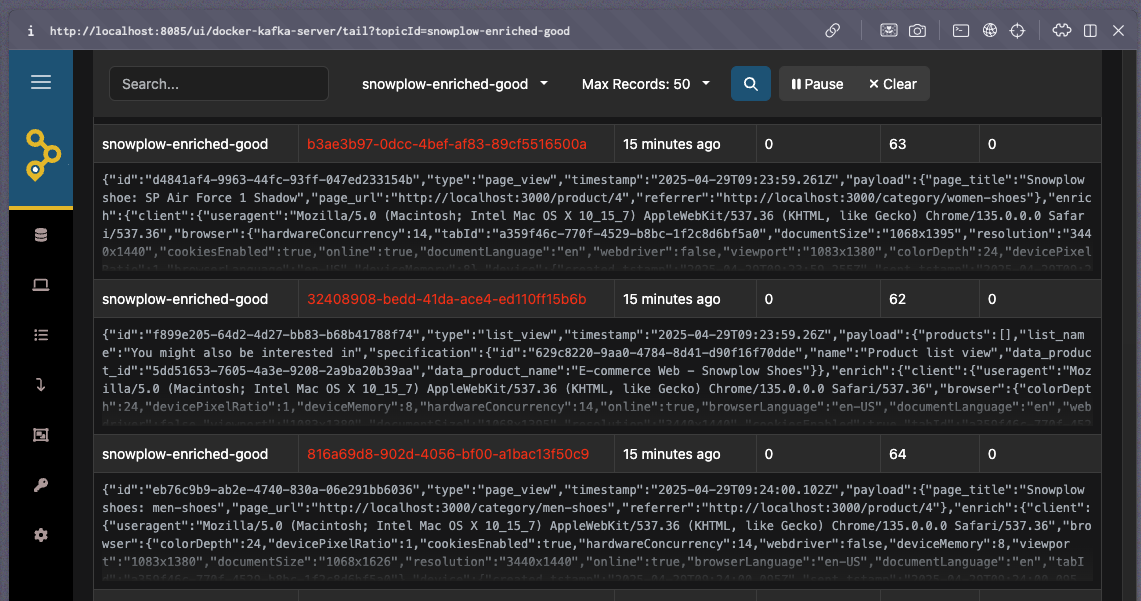 http://localhost:8085/ui/docker-kafka-server/tail?topicId=snowplow-enriched-good
Search... snowplow-enriched-good Max Records: 50 Pause Clear
snowplow-enriched-good b3ae3b97-0dcc-4bef-af83-89cf5516500a 15 minutes ago 0 63 0
{"id":"d4841af4-9963-44fc-93ff-047ed233154b","type":"page_view","timestamp":"2025-04-29T09:23:59.261Z","payload":{"page_title":"Snowplow
shoe: SP Air Force 1 Shadow","page_url":"http://localhost:3000/product/4","referrer":"http://localhost:3000/category/women-shoes"},"enric
h":{"client":{"useragent":"Mozilla/5.0 (Macintosh; Intel Mac OS X 10_15_7) AppleWebKit/537.36 (KHTML, like Gecko) Chrome/135.0.0.0 Safar
i/537.36","browser":{"hardwareConcurrency":14,"tabId":"a359f46c-770f-4529-b8bc-1f2c8d6bf5a0","documentSize":"1068x1395","resolution":"344
0x1440","cookiesEnabled":true,"online":true,"documentLanguage":"en","webdriver":false,"viewport":"1083x1380","colorDepth":24,"devicePixel
snowplow-enriched-good 32408908-bedd-41da-ace4-ed110ff15b6b 15 minutes ago 0 62 0
{"id":"f899e205-64d2-4d27-bb83-b68b41788f74","type":"list_view","timestamp":"2025-04-29T09:23:59.26Z","payload":{"products":[],"list_nam
e":"You might also be interested in","specification":{"id":"629c8220-9aa0-4784-8d41-d90f16f70dde","name":"Product list view","data_produc
t_id":"5dd51653-7605-4a3e-9208-2a9ba20b39aa","data_product_name":"E-commerce Web – Snowplow Shoes"}},"enrich":{"client":{"useragent":"Moz
illa/5.0 (Macintosh; Intel Mac OS X 10_15_7) AppleWebKit/537.36 (KHTML, like Gecko) Chrome/135.0.0.0 Safari/537.36","browser":{"colorDept
h":24,"devicePixelRatio":1,"deviceMemory":8,"hardwareConcurrency":14,"online":true,"browserLanguage":"en-US","documentLanguage":"en","web
snowplow-enriched-good 816a69d8-902d-4056-bf00-a1bac13f50c9 15 minutes ago 0 64 0
{"id":"eb76c9b9-ab2e-4740-830a-06e291bb6036","type":"page_view","timestamp":"2025-04-29T09:24:00.102Z","payload":{"page_title":"Snowplow
shoes: men-shoes","page_url":"http://localhost:3000/category/men-shoes","referrer":"http://localhost:3000/product/4"},"enrich":{"client":
{"useragent":"Mozilla/5.0 (Macintosh; Intel Mac OS X 10_15_7) AppleWebKit/537.36 (KHTML, like Gecko) Chrome/135.0.0.0 Safari/537.36","bro
wser":{"colorDepth":24,"devicePixelRatio":1,"cookiesEnabled":true,"hardwareConcurrency":14,"webdriver":false,"deviceMemory":8,"viewpor
t":"1083x1380","documentSize":"1068x1626","resolution":"3440x1440","online":true,"browserLanguage":"en-US","documentLanguage":"en","tabI